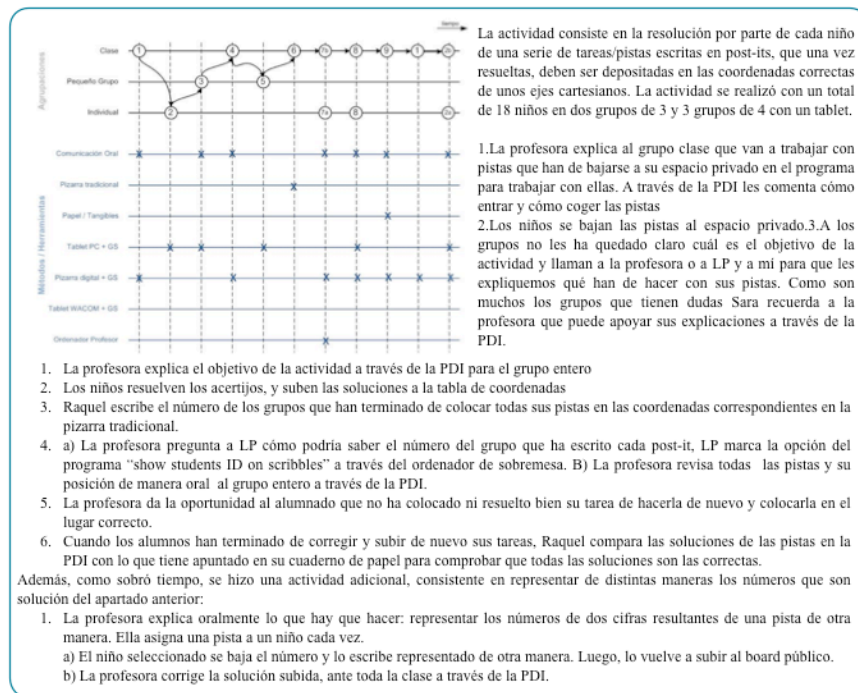 tiempo
Agrupaciones
Clase
1
4
6
7a
8
9
1
2b
Pequeño Grupo
3
5
Individual
2
7a
8
2a
Métodos / Herramientas
Comunicación Oral
X X X X X X X
Pizarra tradicional
X
Papel / Tangibles
X
Tablet PC + GS
X X X X X
Pizarra digital + GS
X X X X X X X
Tablet WACOM + GS
Ordenador Profesor
X
La actividad consiste en la resolución por parte de cada niño
de una serie de tareas/pistas escritas en post-its, que una vez
resueltas, deben ser depositadas en las coordenadas correctas
de unos ejes cartesianos. La actividad se realizó con un total
de 18 niños en dos grupos de 3 y 3 grupos de 4 con un tablet.
1.La profesora explica al grupo clase que van a trabajar con
pistas que han de bajarse a su espacio privado en el programa
para trabajar con ellas. A través de la PDI les comenta cómo
entrar y cómo coger las pistas
2.Los niños se bajan las pistas al espacio privado.3.A los
grupos no les ha quedado claro cuál es el objetivo de la
actividad y llaman a la profesora o a LP y a mí para que les
expliquemos qué han de hacer con sus pistas. Como son
muchos los grupos que tienen dudas Sara recuerda a la
profesora que puede apoyar sus explicaciones a través de la
PDI.
1. La profesora explica el objetivo de la actividad a través de la PDI para el grupo entero
2. Los niños resuelven los acertijos, y suben las soluciones a la tabla de coordenadas
3. Raquel escribe el número de los grupos que han terminado de colocar todas sus pistas en las coordenadas correspondientes en la
pizarra tradicional.
4. a) La profesora pregunta a LP cómo podría saber el número del grupo que ha escrito cada post-it, LP marca la opción del
programa “show students ID on scribbles” a través del ordenador de sobremesa. B) La profesora revisa todas las pistas y su
posición de manera oral al grupo entero a través de la PDI.
5. La profesora da la oportunidad al alumnado que no ha colocado ni resuelto bien su tarea de hacerla de nuevo y colocarla en el
lugar correcto.
6. Cuando los alumnos han terminado de corregir y subir de nuevo sus tareas, Raquel compara las soluciones de las pistas en la
PDI con lo que tiene apuntado en su cuaderno de papel para comprobar que todas las soluciones son las correctas.
Además, como sobró tiempo, se hizo una actividad adicional, consistente en representar de distintas maneras los números que son
solución del apartado anterior:
1. La profesora explica oralmente lo que hay que hacer: representar los números de dos cifras resultantes de una pista de otra
manera. Ella asigna una pista a un niño cada vez.
a) El niño seleccionado se baja el número y lo escribe representado de otra manera. Luego, lo vuelve a subir al board público.
b) La profesora corrige la solución subida, ante toda la clase a través de la PDI.